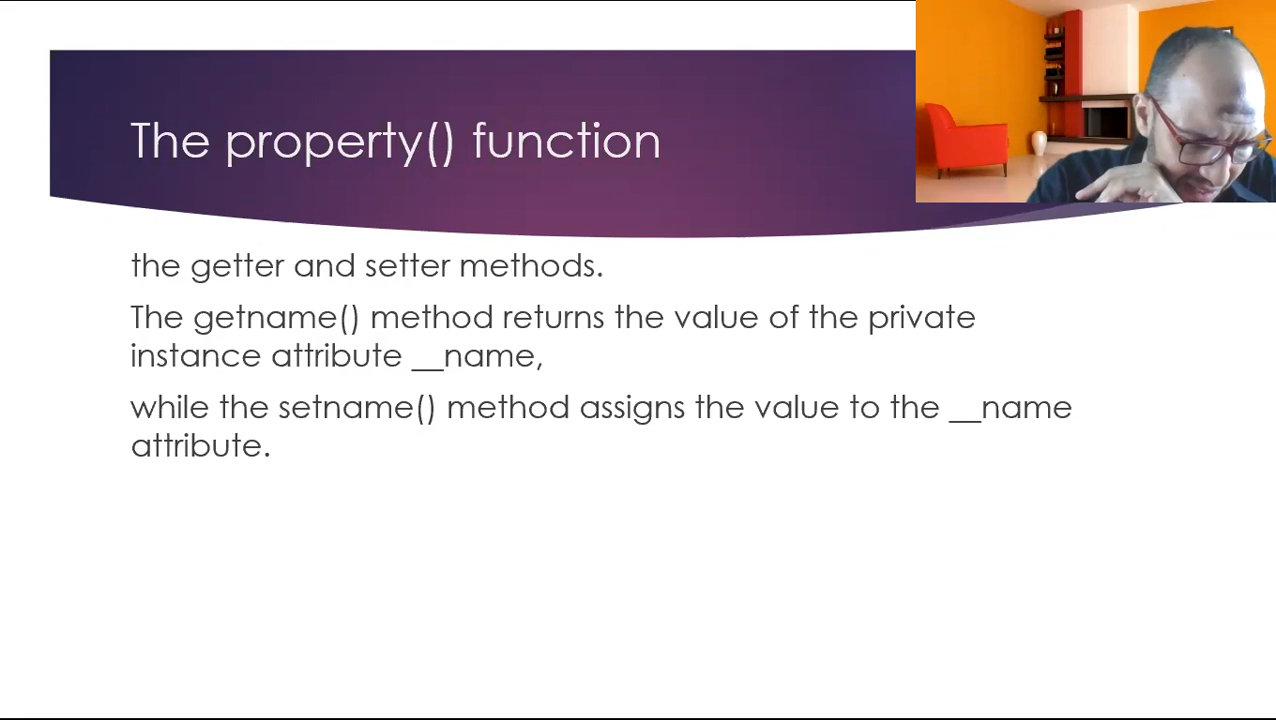 The property() function
the getter and setter methods.
The getname() method returns the value of the private
instance attribute __name,
while the setname() method assigns the value to the __name
attribute.